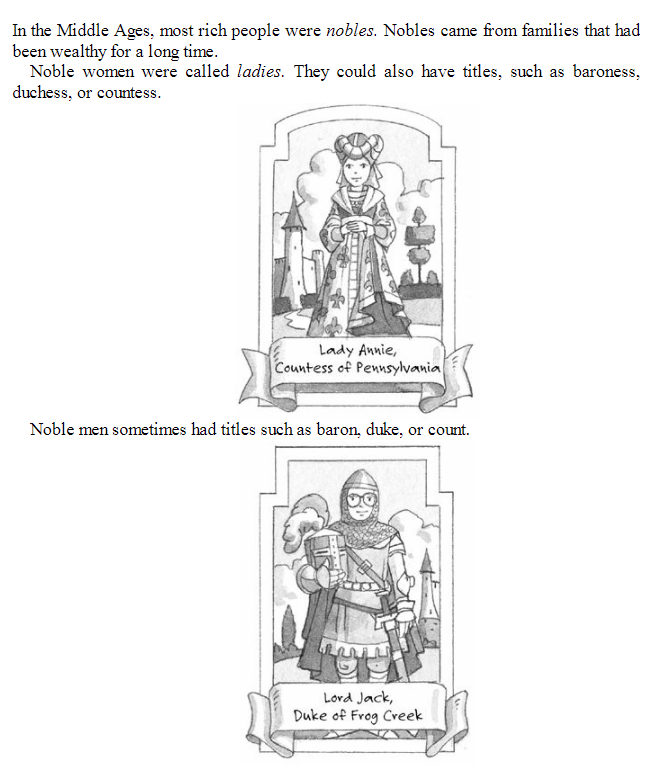 In the Middle Ages, most rich people were nobles. Nobles came from families that had
been wealthy for a long time.
Noble women were called ladies. They could also have titles, such as baroness,
duchess, or countess.
Lady Annie,
Countess of Pennsylvania
Noble men sometimes had titles such as baron, duke, or count.
Lord Jack,
Duke of Frog Creek